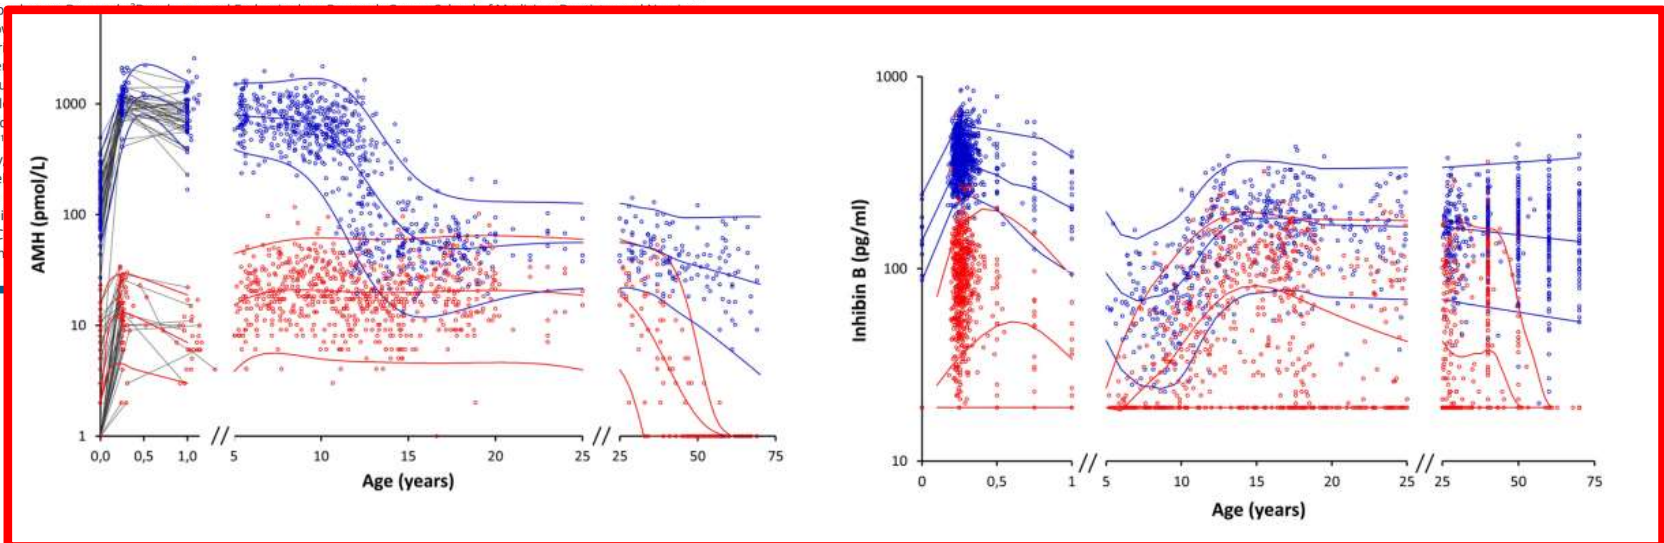 1000
100
10
1
AMH (pmol/L)
0,0 0,5 1,0 // 5 10 15 20 25 // 25 50 75
Age (years)
1000
100
10
Inhibin B (pg/ml)
0 0,5 1 // 5 10 15 20 25 // 25 50 75
Age (years)